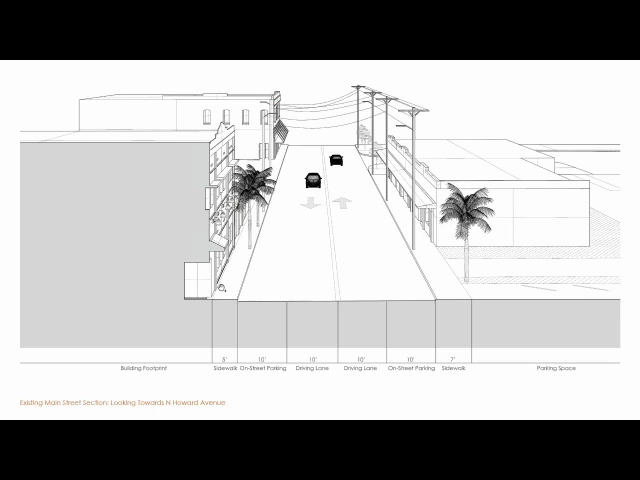 5' 10' 10' 10' 10' 7'
Building Footprint Sidewalk On-Street Parking Driving Lane Driving Lane On-Street Parking Sidewalk Parking Space
Existing Main Street Section: Looking Towards N Howard Avenue